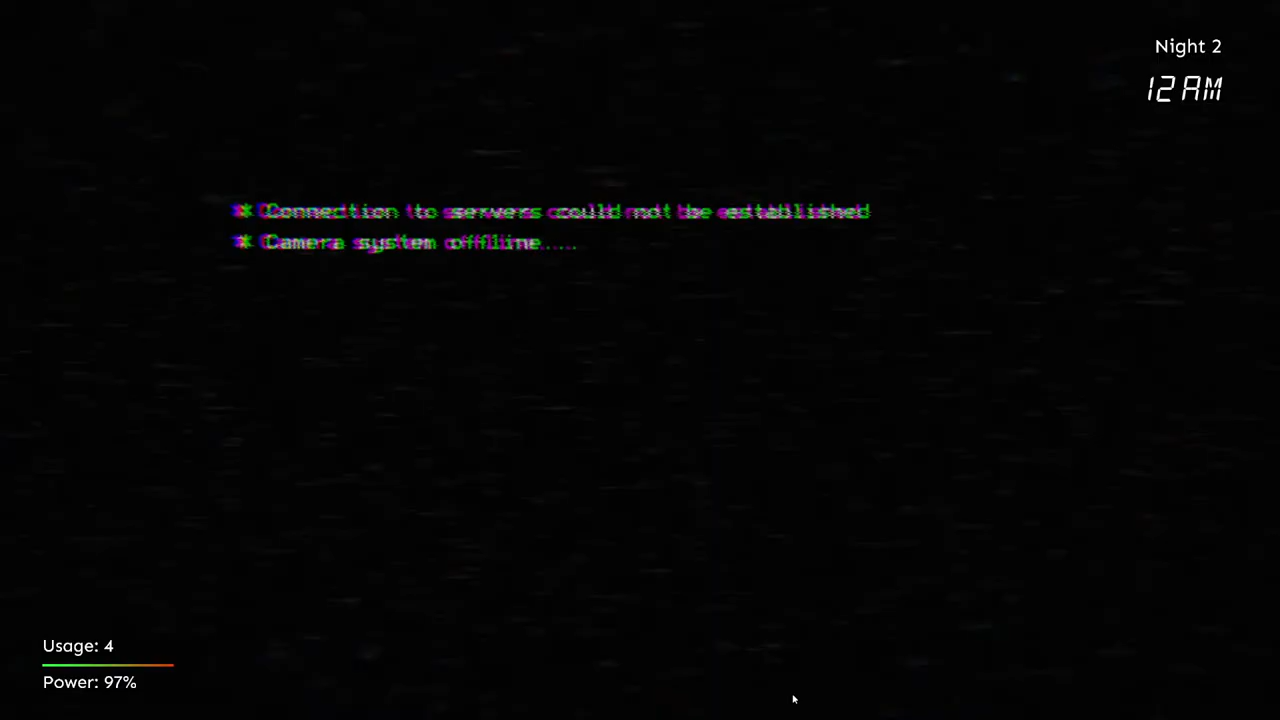 Night 2
12 AM
* Connection to servers could not be established
* Camera system offline.....
Usage: 4
Power: 97%